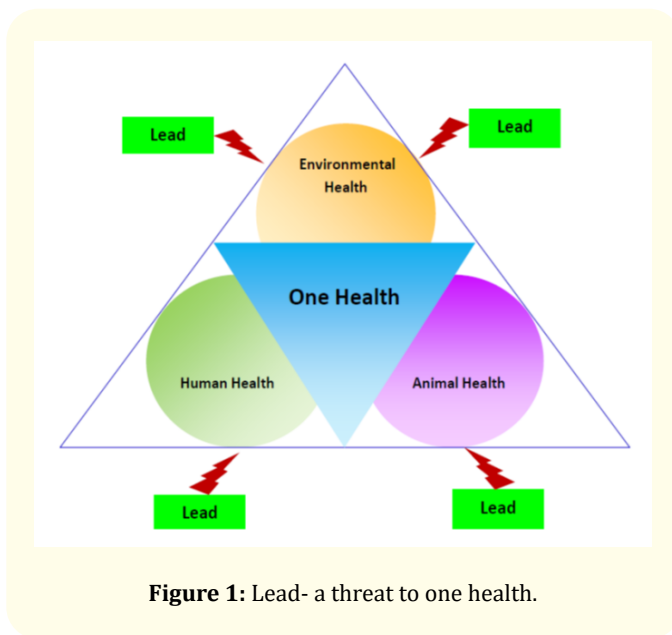 Lead
Lead
Environmental
Health
One Health
Human Health
Animal Health
Lead
Lead
Figure 1: Lead- a threat to one health.